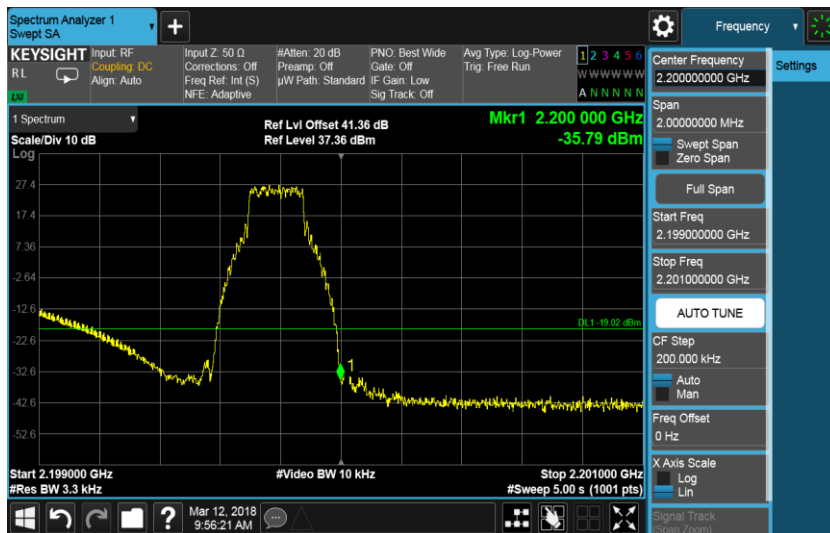 Spectrum Analyzer 1
Swept SA
Frequency
KEYSIGHT
R L
LXI
Input: RF
Coupling: DC
Align: Auto
Input Z: 50 Ω
Corrections: Off
Freq Ref: Int (S)
NFE: Adaptive
#Atten: 20 dB
Preamp: Off
µW Path: Standard
PNO: Best Wide
Gate: Off
IF Gain: Low
Sig Track: Off
Avg Type: Log-Power
Trig: Free Run
1 2 3 4 5 6
W W W W W W
A N N N N N
1 Spectrum
Scale/Div 10 dB
Ref Lvl Offset 41.36 dB
Ref Level 37.36 dBm
Mkr1 2.200 000 GHz
-35.79 dBm
Log
27.4
17.4
7.36
-2.64
-12.6
DL1 -19.02 dBm
-22.6
-32.6
1
-42.6
-52.6
Start 2.199000 GHz
#Res BW 3.3 kHz
#Video BW 10 kHz
Stop 2.201000 GHz
#Sweep 5.00 s (1001 pts)
Center Frequency
2.200000000 GHz
Span
2.00000000 MHz
Swept Span
Zero Span
Full Span
Start Freq
2.199000000 GHz
Stop Freq
2.201000000 GHz
AUTO TUNE
CF Step
200.000 kHz
Auto
Man
Freq Offset
0 Hz
X Axis Scale
Log
Lin
Signal Track
(Span Zoom)
Settings
?
Mar 12, 2018
9:56:21 AM